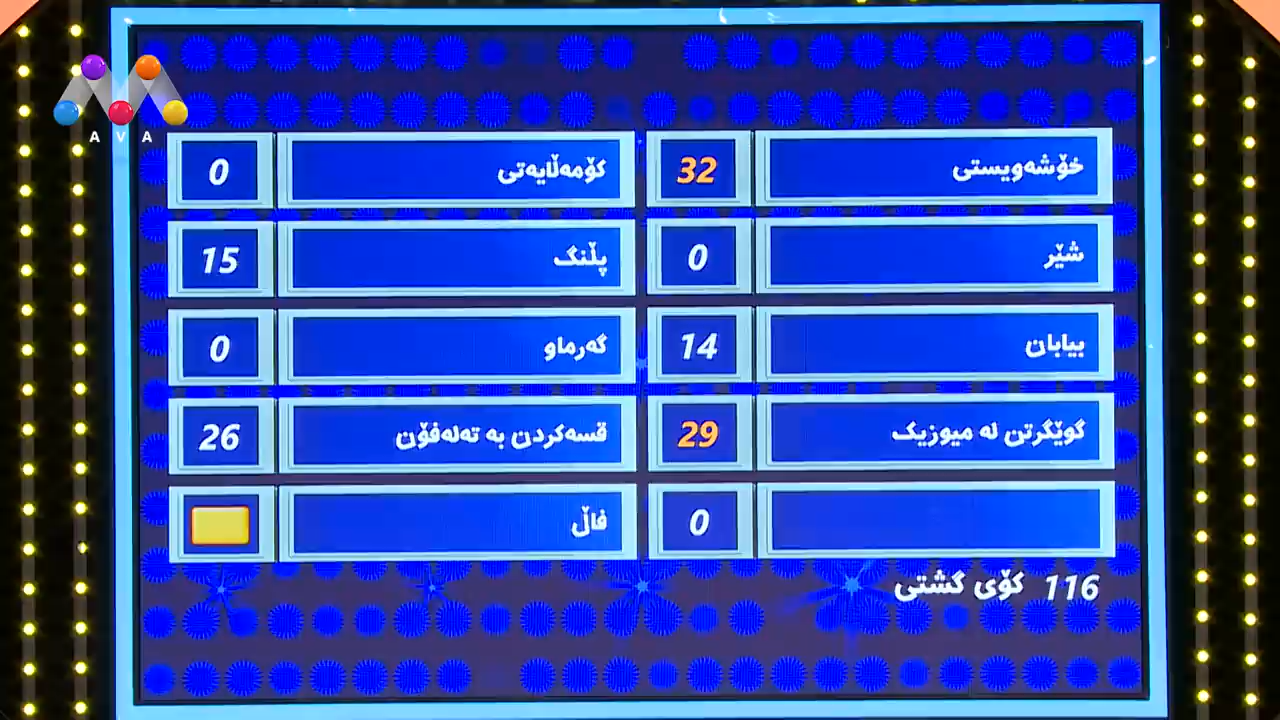 AVA
خۆشەویستی 32
کۆمەڵایەتی 0
شێر 0
پڵنگ 15
بیابان 14
گەرماو 0
گوێگرتن لە میوزیک 29
قسەکردن بە تەلەفۆن 26
0
فاڵ
116 کۆی گشتی